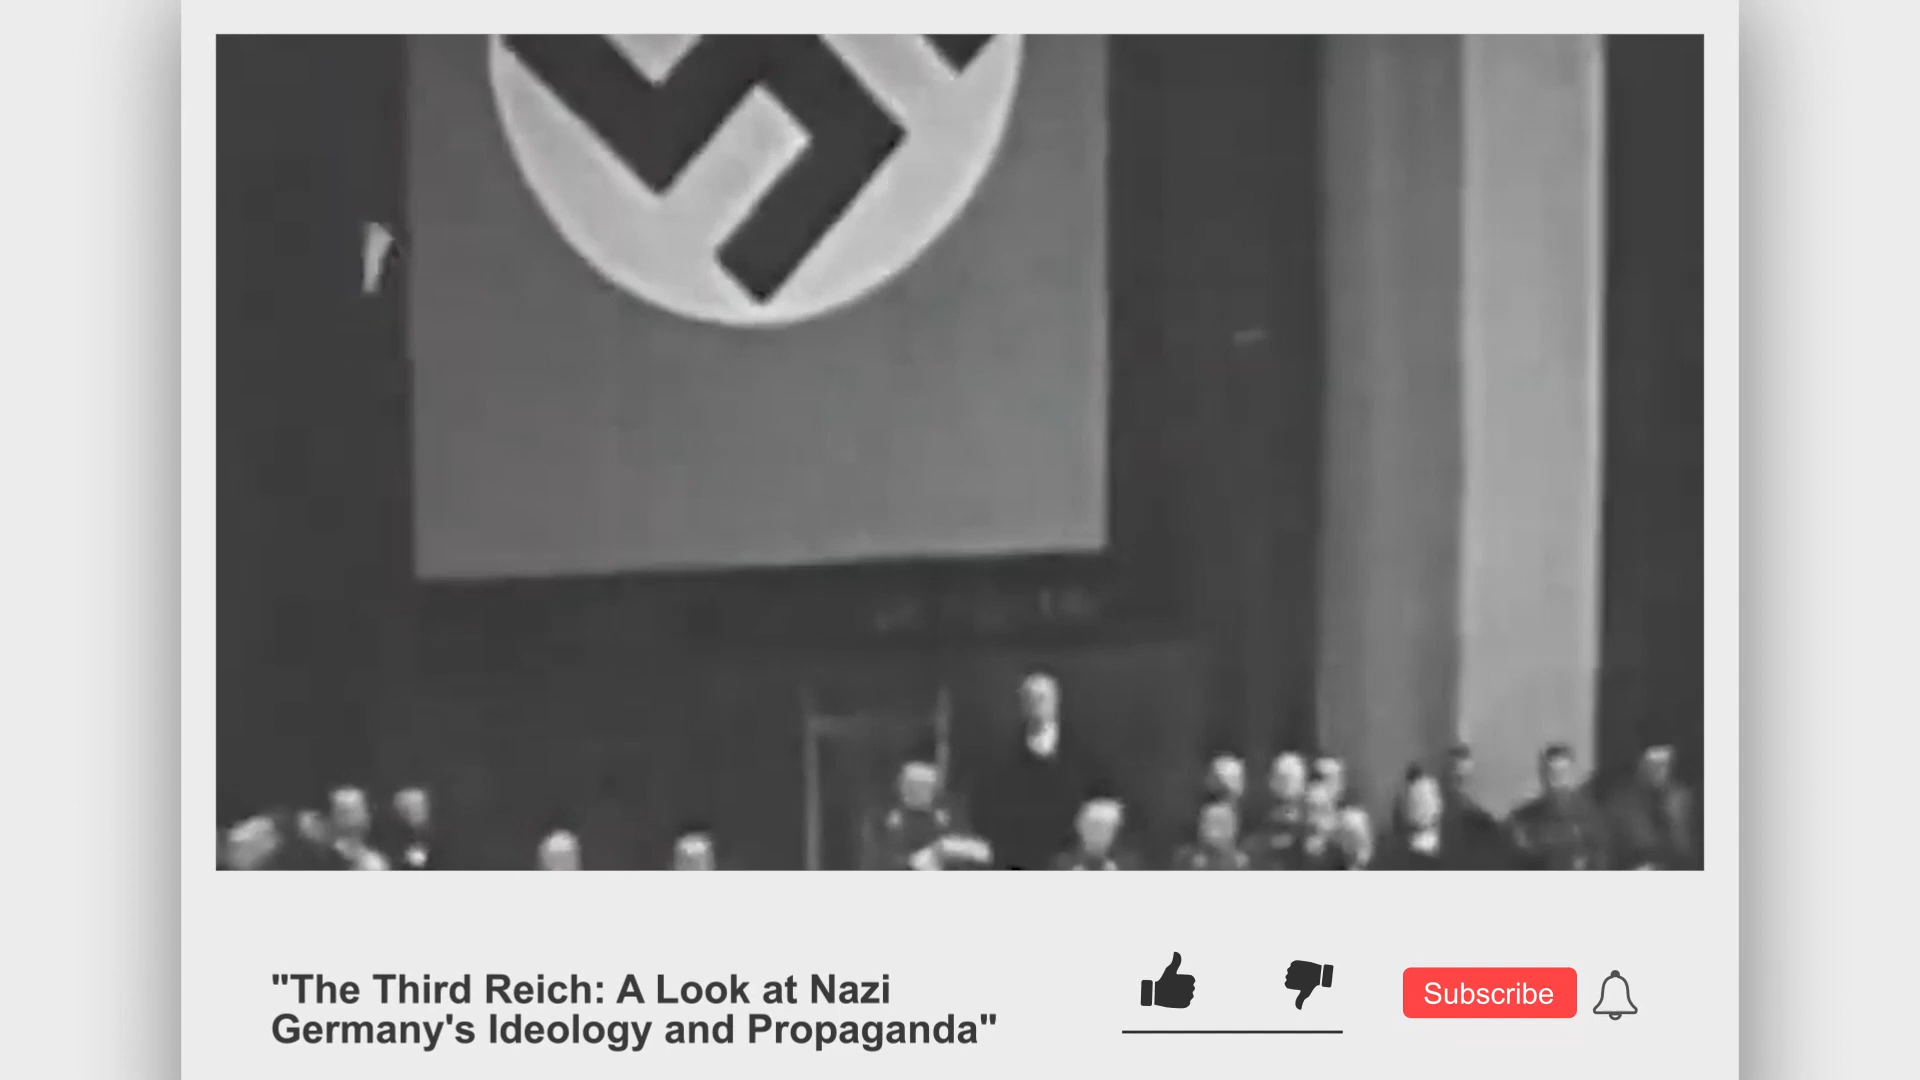 "The Third Reich: A Look at Nazi
Germany's Ideology and Propaganda"
Subscribe